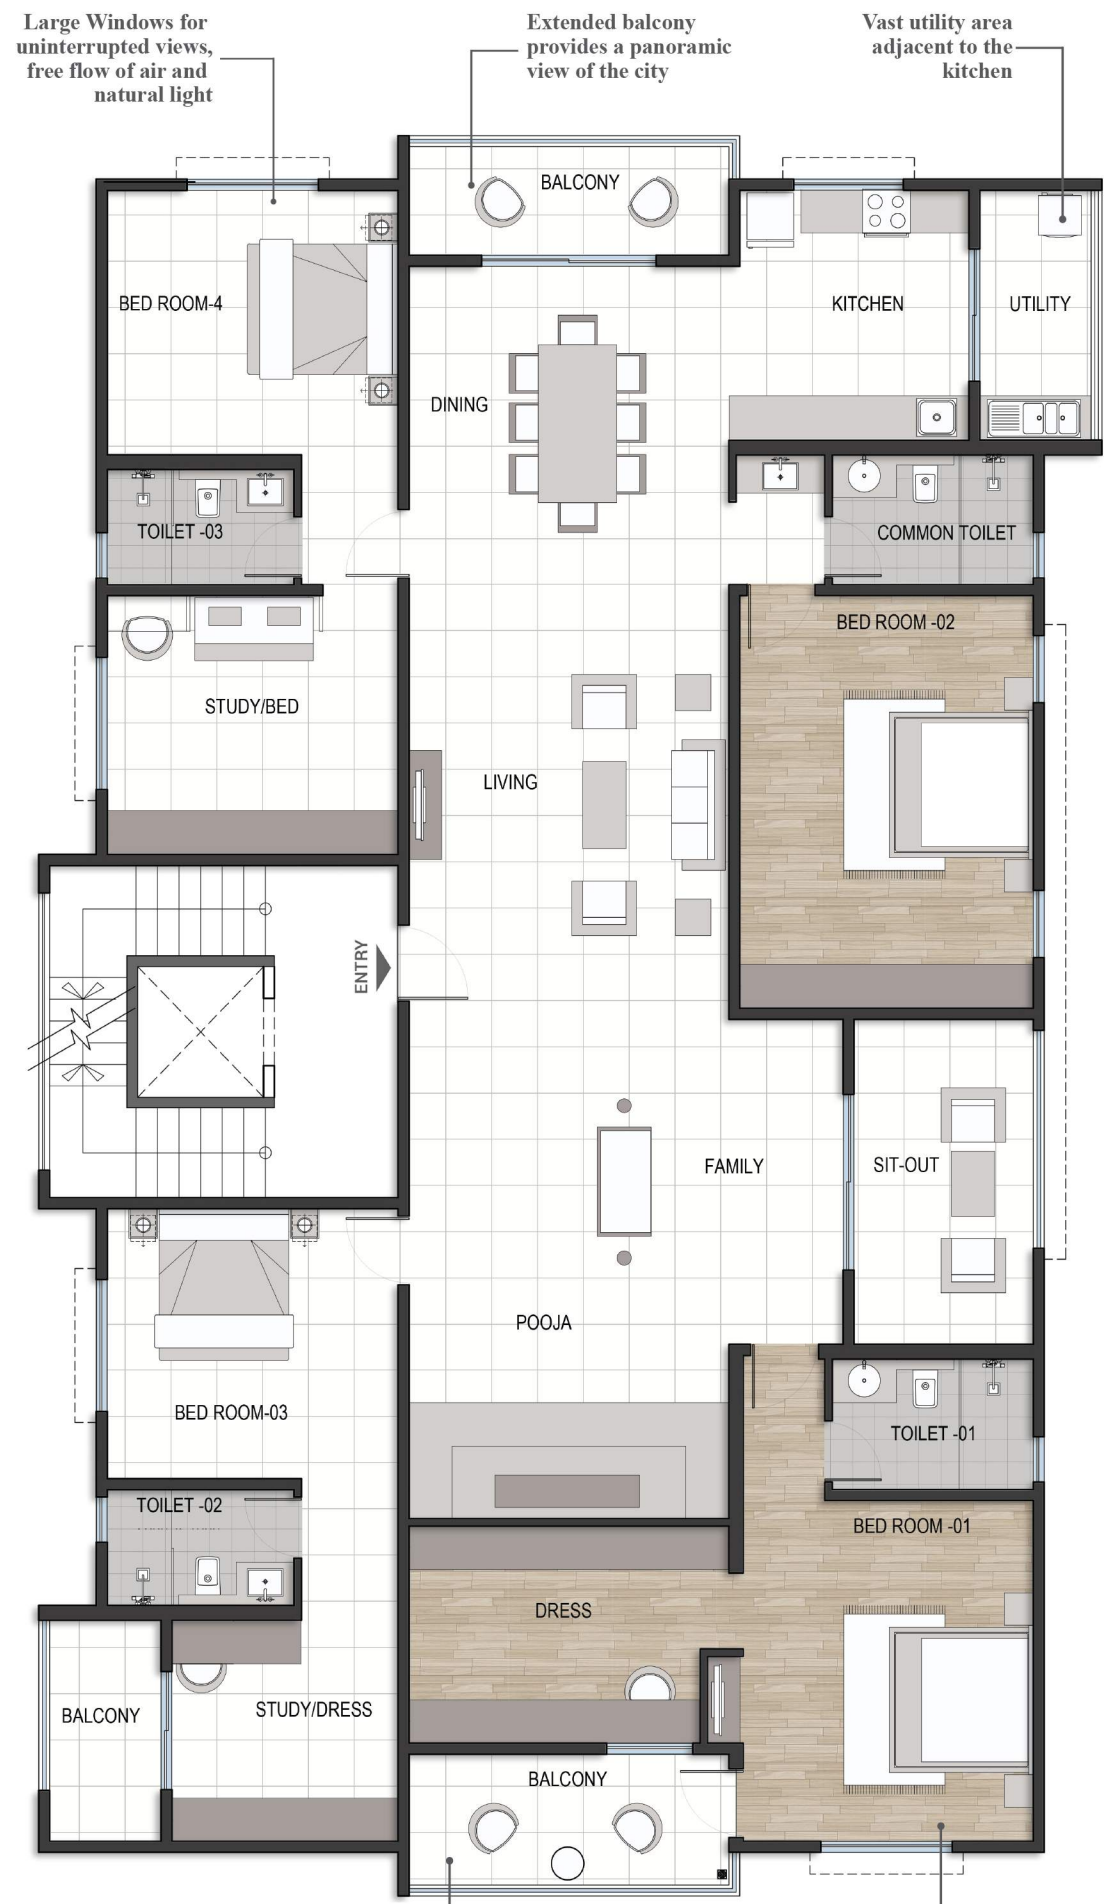 Large Windows for
uninterrupted views,
free flow of air and
natural light
Extended balcony
provides a panoramic
view of the city
Vast utility area
adjacent to the
kitchen
BALCONY
BED ROOM-4
KITCHEN
UTILITY
DINING
TOILET -03
COMMON TOILET
BED ROOM -02
STUDY/BED
LIVING
ENTRY
FAMILY
SIT-OUT
POOJA
BED ROOM-03
TOILET -01
TOILET -02
BED ROOM -01
DRESS
STUDY/DRESS
BALCONY
BALCONY